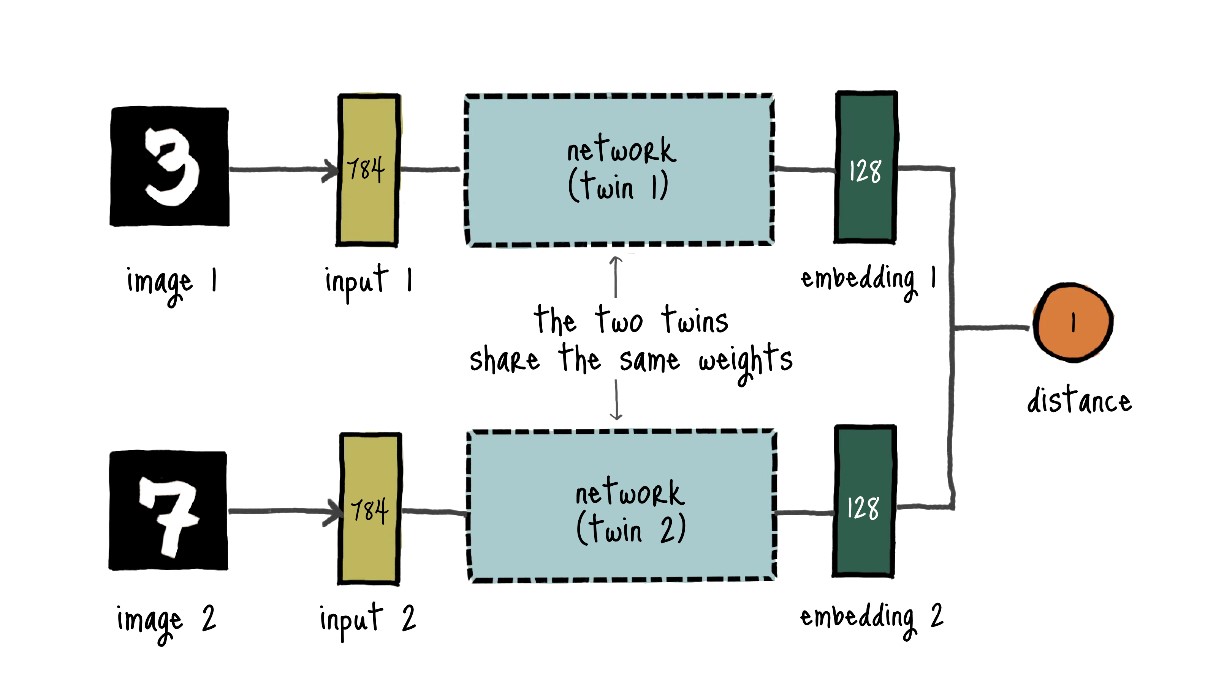 3
784
network
(twin 1)
128
image 1
input 1
embedding 1
the two twins
share the same weights
1
distance
7
784
network
(twin 2)
128
image 2
input 2
embedding 2